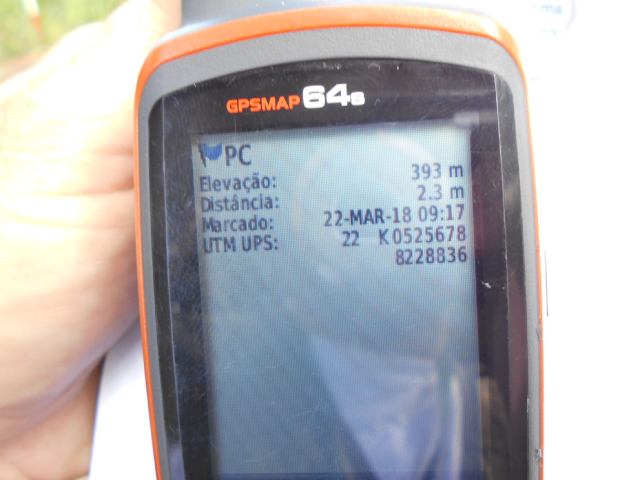 GPSMAP 64s
PC
Elevação: 393 m
Distância: 2.3 m
Marcado: 22-MAR-18 09:17
UTM UPS: 22 K 0525678
8228836